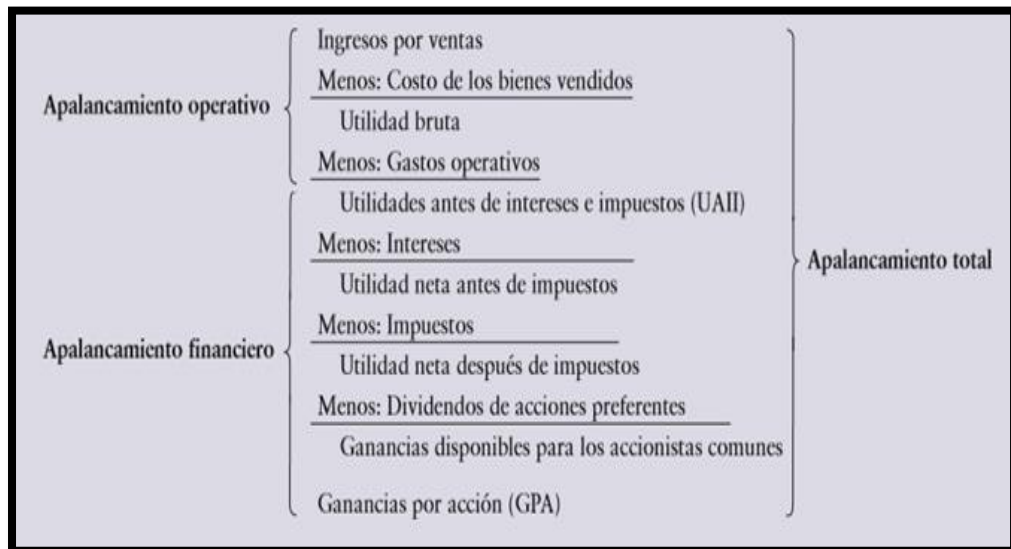 Ingresos por ventas
Menos: Costo de los bienes vendidos
Apalancamiento operativo
Utilidad bruta
Menos: Gastos operativos
Utilidades antes de intereses e impuestos (UAII)
Menos: Intereses
Apalancamiento total
Utilidad neta antes de impuestos
Menos: Impuestos
Apalancamiento financiero
Utilidad neta después de impuestos
Menos: Dividendos de acciones preferentes
Ganancias disponibles para los accionistas comunes
Ganancias por acción (GPA)